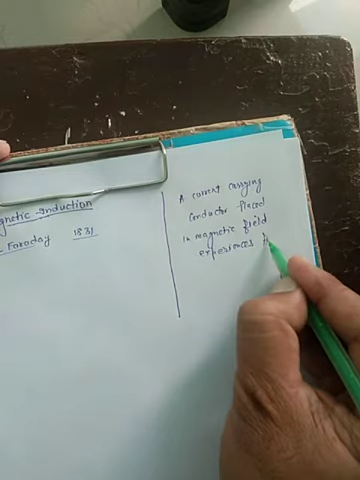 gnetic Induction
Faraday 1831
A current carrying
conductor placed
in magnetic field
experiences